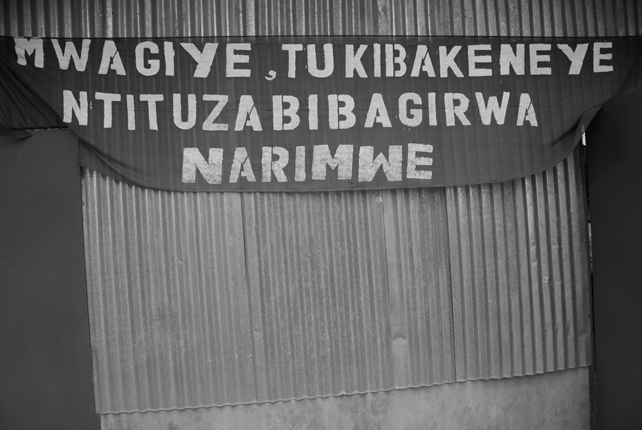 MWAGIYE, TUKIBAKENEYE
NTITUZABIBAGIRWA
NARIMWE